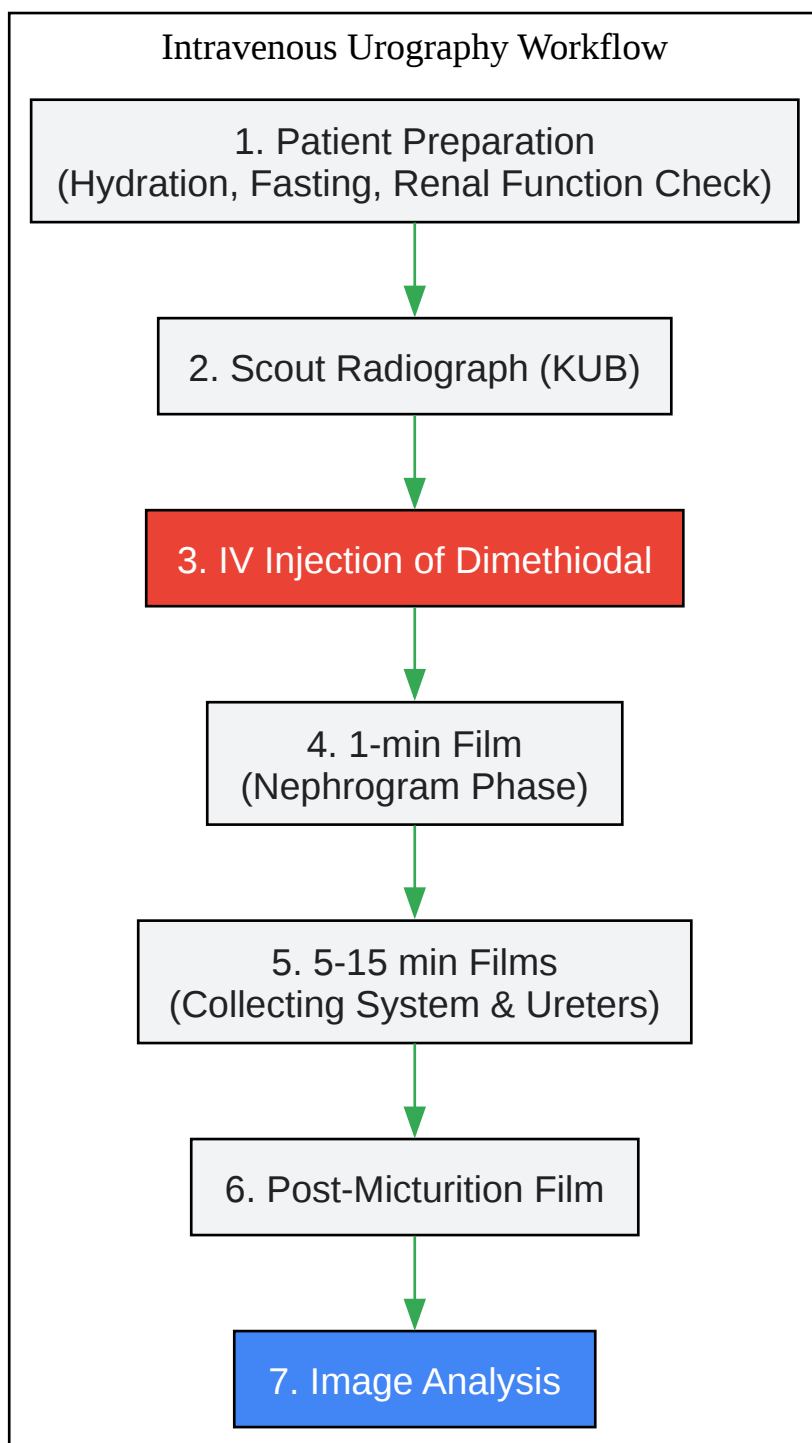 Intravenous Urography Workflow
1. Patient Preparation
(Hydration, Fasting, Renal Function Check)
2. Scout Radiograph (KUB)
3. IV Injection of Dimethiodal
4. 1-min Film
(Nephrogram Phase)
5. 5-15 min Films
(Collecting System & Ureters)
6. Post-Micturition Film
7. Image Analysis